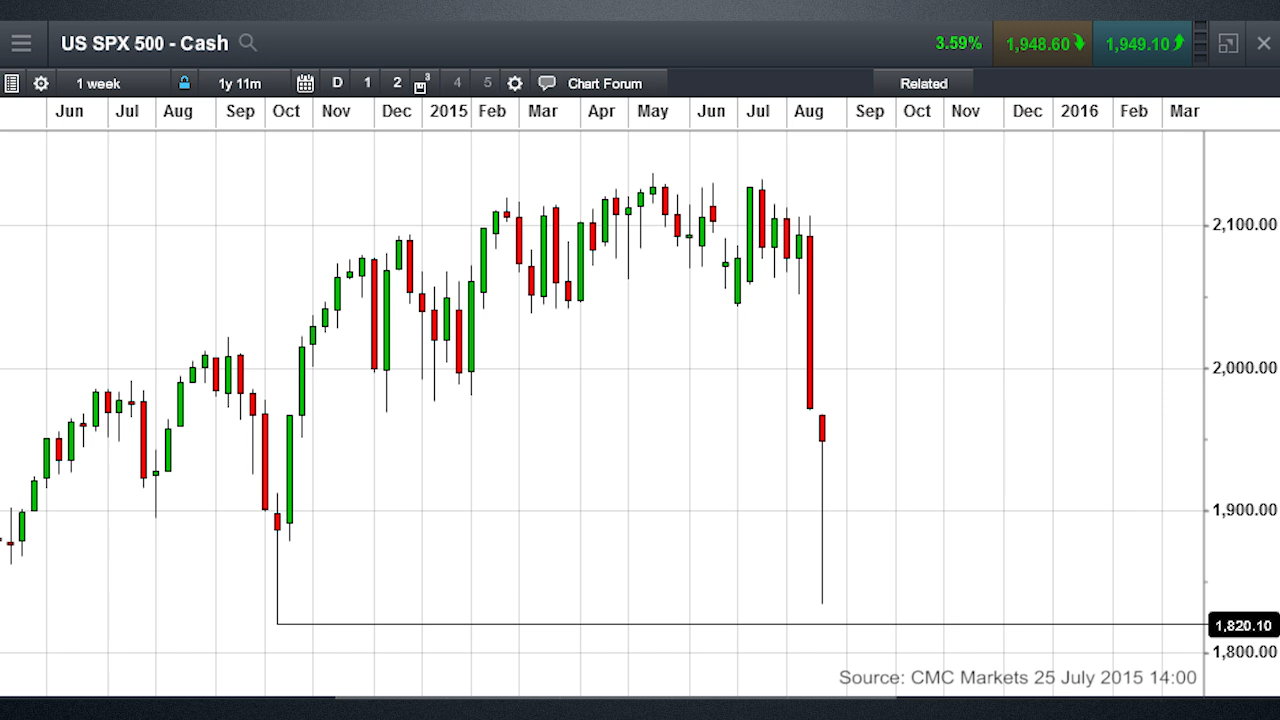 US SPX 500 - Cash 3.59% 1,948.60 1,949.10
1 week 1y 11m D 1 2 3 4 5 Chart Forum Related
Jun Jul Aug Sep Oct Nov Dec 2015 Feb Mar Apr May Jun Jul Aug Sep Oct Nov Dec 2016 Feb Mar
2,100.00
2,000.00
1,900.00
1,820.10
1,800.00
Source: CMC Markets 25 July 2015 14:00